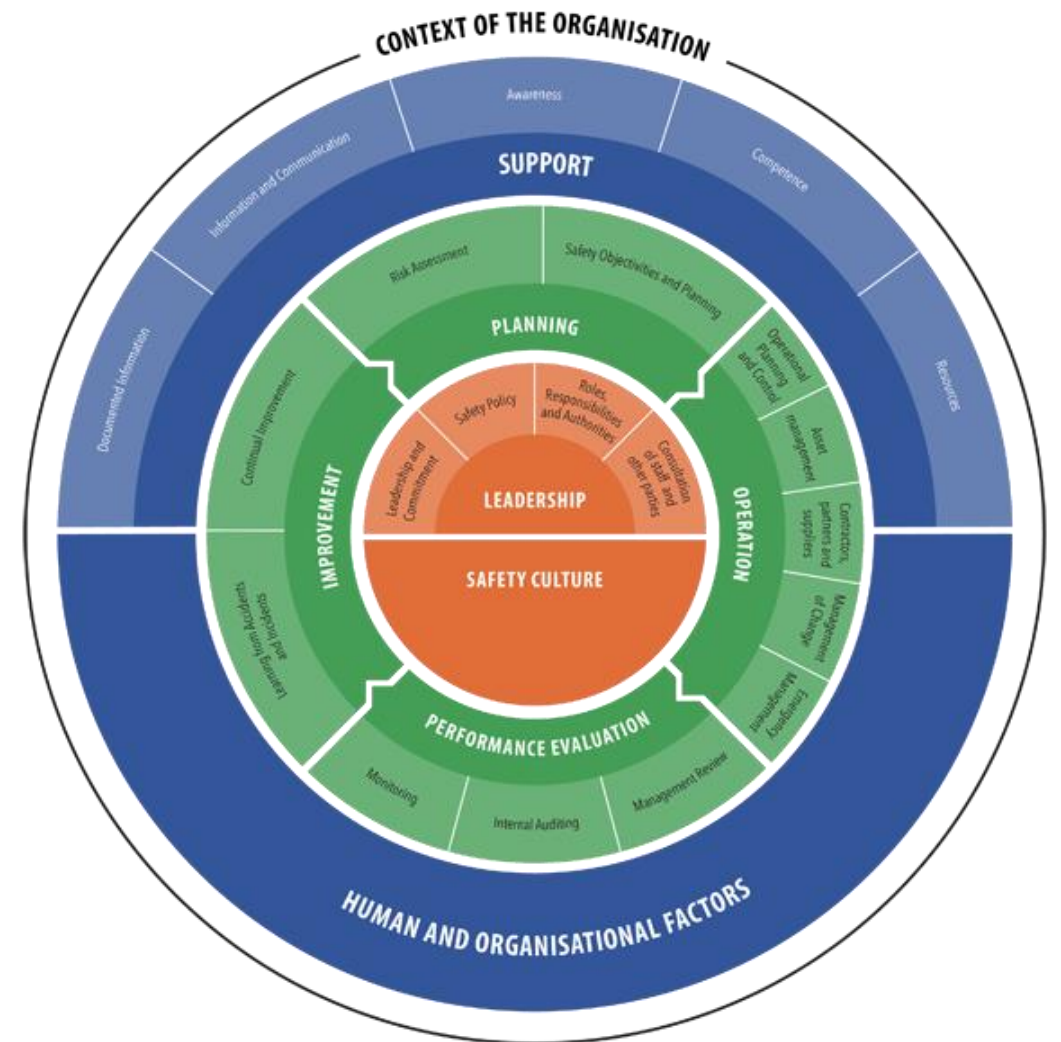 CONTEXT OF THE ORGANISATION
Awareness
Information and Communication
Competence
Documented Information
Resources
SUPPORT
Risk Assessment
Safety Objectivities and Planning
PLANNING
Operational
Planning
and Control
Asset
management
Contractors,
partners and
suppliers
Management
of Change
Emergency
Management
OPERATION
Continual Improvement
Learning from Accidents
and Incidents
IMPROVEMENT
Safety Policy
Roles,
Responsibilities
and Authorities
Leadership and
Commitment
Consultation
of staff and
other parties
LEADERSHIP
SAFETY CULTURE
PERFORMANCE EVALUATION
Monitoring
Internal Auditing
Management Review
HUMAN AND ORGANISATIONAL FACTORS